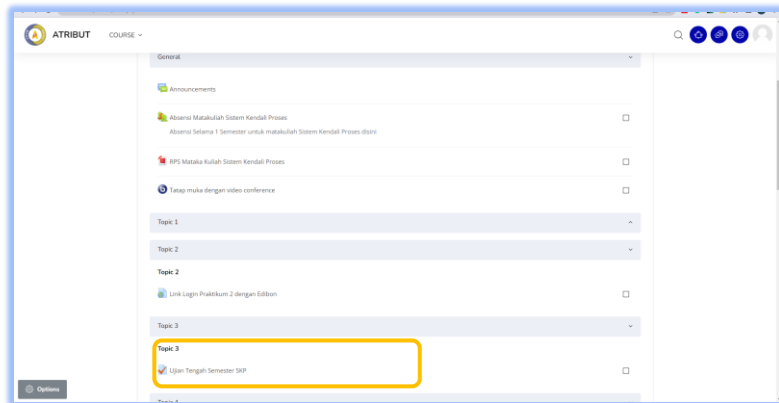 ATRIBUT COURSE
General
Announcements
Absensi Matakuliah Sistem Kendali Proses
Absensi Selama 1 Semester untuk matakuliah Sistem Kendali Proses disini
RPS Mataka Kuliah Sistem Kendali Proses
Tatap muka dengan video conference
Topic 1
Topic 2
Topic 2
Link Login Praktikum 2 dengan Edibon
Topic 3
Topic 3
Ujian Tengah Semester SKP
Options